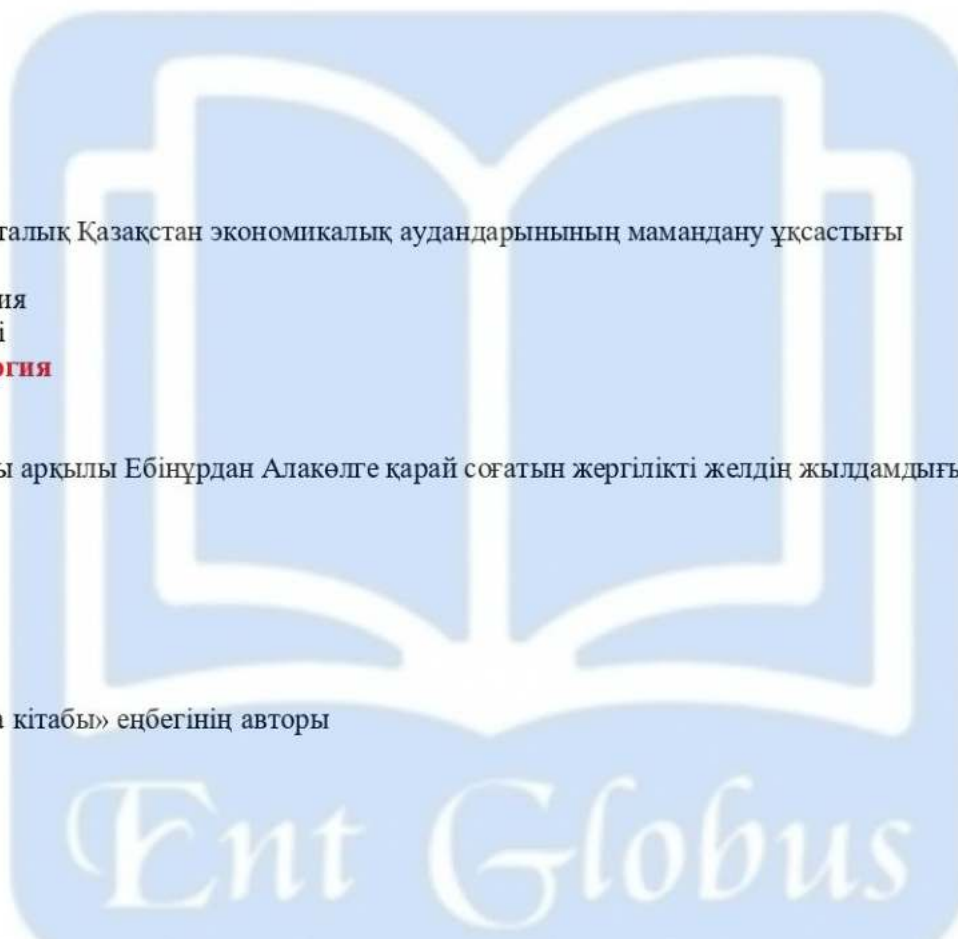 талық Қазақстан экономикалық аудандарынының мамандану ұқсастығы
ия
і
ргия
ы арқылы Ебінұрдан Алакөлге қарай соғатын жергілікті желдің жылдамдығы
а кітабы» еңбегінің авторы
Ent Globus